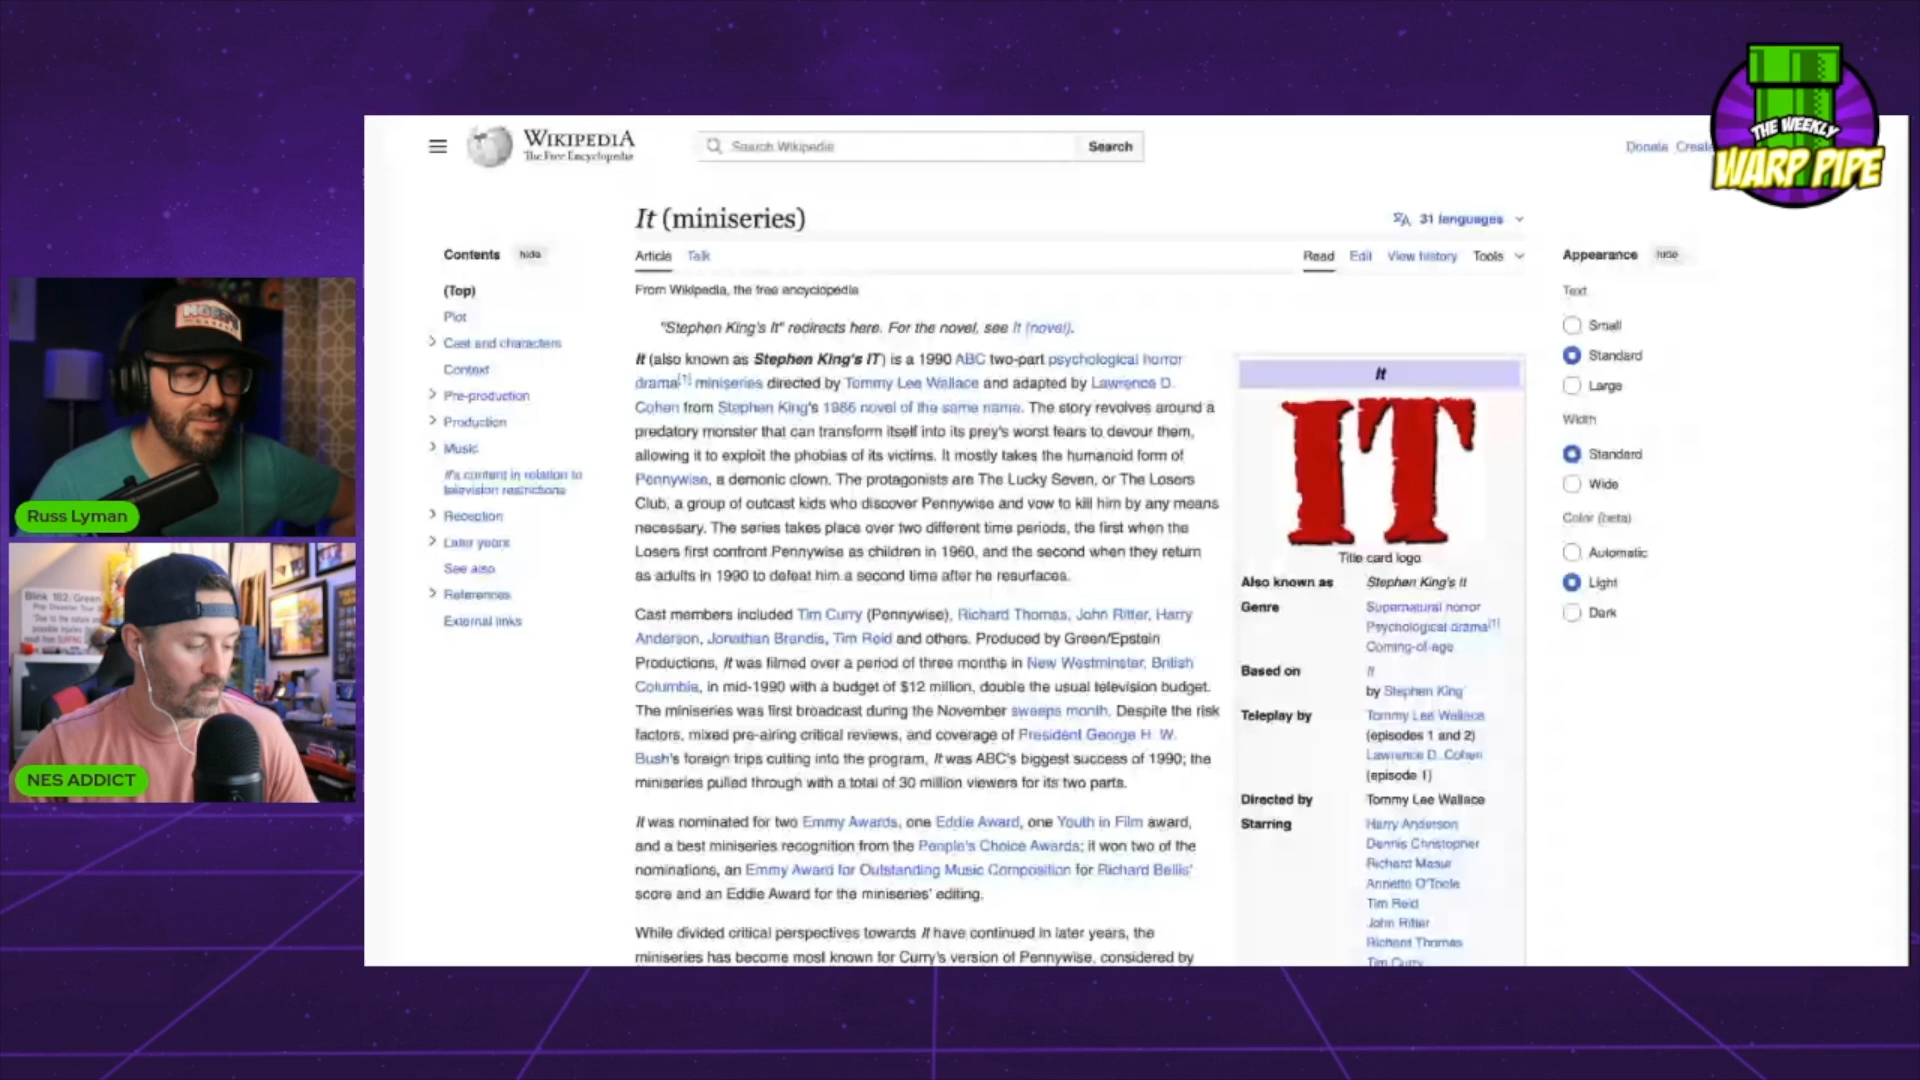 THE WEEKLY
WARP PIPE
WIKIPEDIA
The Free Encyclopedia
Search Wikipedia
Search
Donate Create
It (miniseries)
31 languages
Contents hide
(Top)
Plot
Cast and characters
Context
Pre-production
Production
Music
It's content in relation to
television restrictions
Reception
Later years
See also
References
External links
Article Talk
Read Edit View history Tools
From Wikipedia, the free encyclopedia
"Stephen King's It" redirects here. For the novel, see It (novel).
It (also known as Stephen King's IT) is a 1990 ABC two-part psychological horror
drama[1] miniseries directed by Tommy Lee Wallace and adapted by Lawrence D.
Cohen from Stephen King's 1986 novel of the same name. The story revolves around a
predatory monster that can transform itself into its prey's worst fears to devour them,
allowing it to exploit the phobias of its victims. It mostly takes the humanoid form of
Pennywise, a demonic clown. The protagonists are The Lucky Seven, or The Losers
Club, a group of outcast kids who discover Pennywise and vow to kill him by any means
necessary. The series takes place over two different time periods, the first when the
Losers first confront Pennywise as children in 1960, and the second when they return
as adults in 1990 to defeat him a second time after he resurfaces.
Cast members included Tim Curry (Pennywise), Richard Thomas, John Ritter, Harry
Anderson, Jonathan Brandis, Tim Reid and others. Produced by Green/Epstein
Productions, It was filmed over a period of three months in New Westminster, British
Columbia, in mid-1990 with a budget of $12 million, double the usual television budget.
The miniseries was first broadcast during the November sweeps month. Despite the risk
factors, mixed pre-airing critical reviews, and coverage of President George H. W.
Bush's foreign trips cutting into the program, It was ABC's biggest success of 1990; the
miniseries pulled through with a total of 30 million viewers for its two parts.
It was nominated for two Emmy Awards, one Eddie Award, one Youth in Film award,
and a best miniseries recognition from the People's Choice Awards; it won two of the
nominations, an Emmy Award for Outstanding Music Composition for Richard Bellis'
score and an Eddie Award for the miniseries' editing.
While divided critical perspectives towards It have continued in later years, the
miniseries has become most known for Curry's version of Pennywise, considered by
It
IT
Title card logo
Also known as Stephen King's It
Genre Supernatural horror
Psychological drama[1]
Coming-of-age
Based on It
by Stephen King
Teleplay by Tommy Lee Wallace
(episodes 1 and 2)
Lawrence D. Cohen
(episode 1)
Directed by Tommy Lee Wallace
Starring Harry Anderson
Dennis Christopher
Richard Masur
Annette O'Toole
Tim Reid
John Ritter
Richard Thomas
Tim Curry
Appearance hide
Text
Small
Standard
Large
Width
Standard
Wide
Color (beta)
Automatic
Light
Dark
Russ Lyman
Blink 182/Green
NES ADDICT